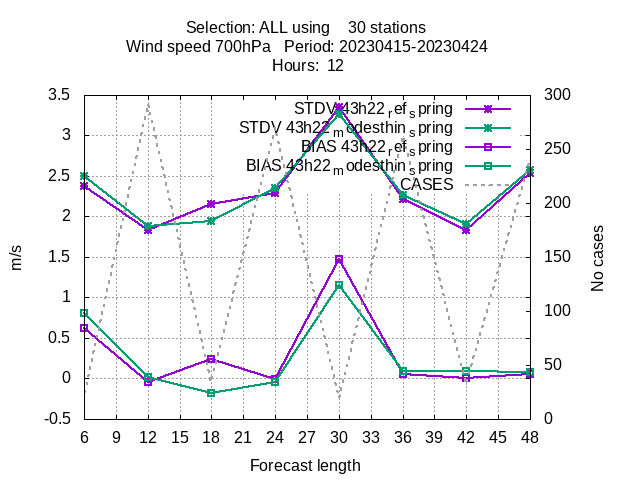 Selection: ALL using    30 stations
Wind speed 700hPa   Period: 20230415-20230424
Hours:  12
STDV 43h22_ref_spring
STDV 43h22_modesthin_spring
BIAS 43h22_ref_spring
BIAS 43h22_modesthin_spring
CASES
3.5
3
2.5
2
1.5
1
0.5
0
-0.5
m/s
300
250
200
150
100
50
0
No cases
6 9 12 15 18 21 24 27 30 33 36 39 42 45 48
Forecast length